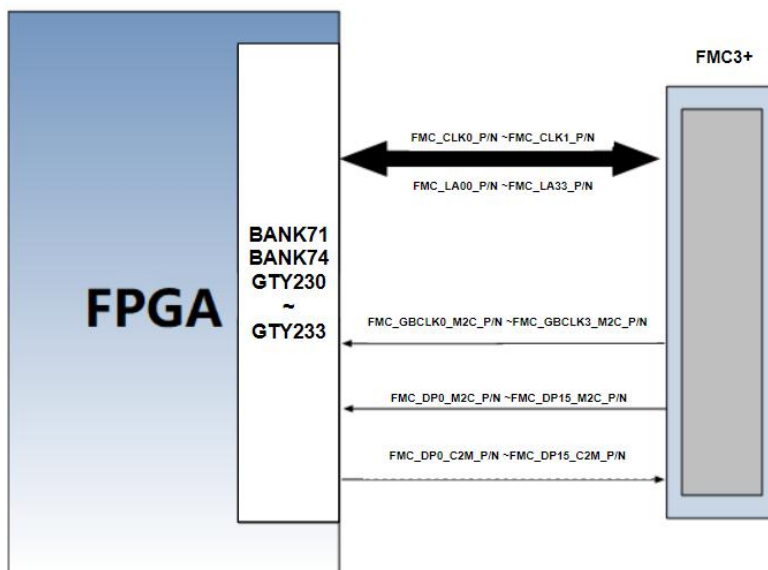 FMC3+
FMC_CLK0_P/N ~FMC_CLK1_P/N
FMC_LA00_P/N ~FMC_LA33_P/N
BANK71
BANK74
GTY230
~
GTY233
FPGA
FMC_GBCLK0_M2C_P/N ~FMC_GBCLK3_M2C_P/N
FMC_DP0_M2C_P/N ~FMC_DP15_M2C_P/N
FMC_DP0_C2M_P/N ~FMC_DP15_C2M_P/N